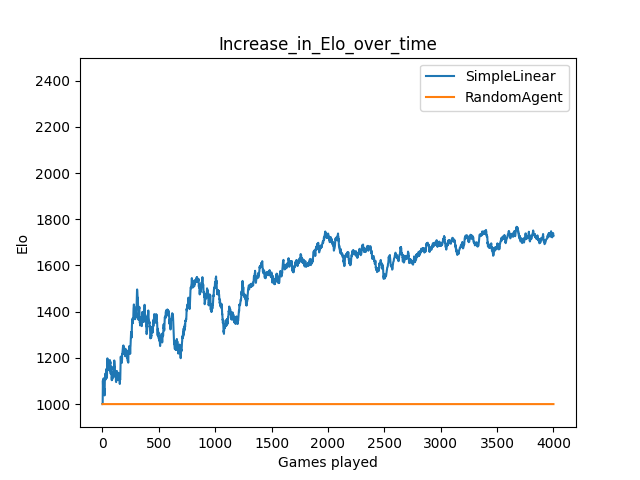 Increase_in_Elo_over_time
SimpleLinear
RandomAgent
2400
2200
2000
1800
1600
1400
1200
1000
Elo
0 500 1000 1500 2000 2500 3000 3500 4000
Games played